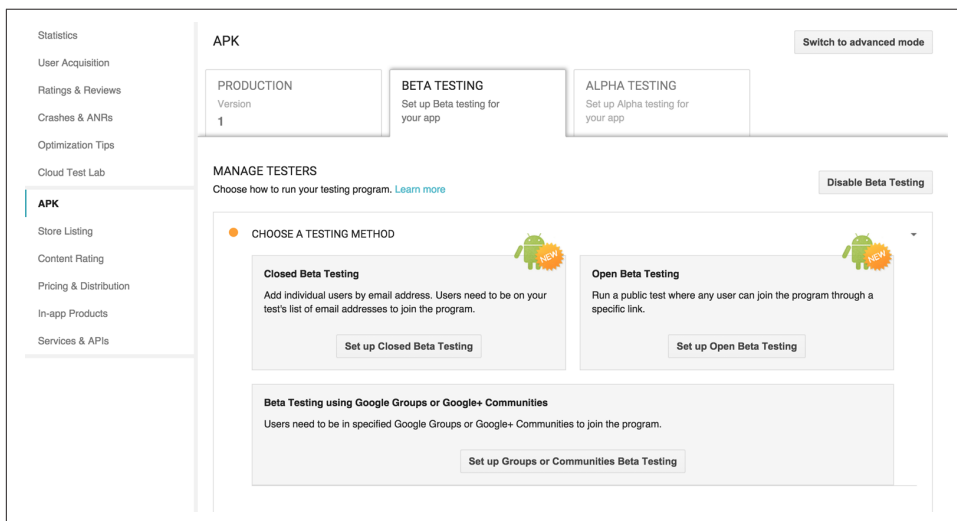 Statistics
User Acquisition
Ratings & Reviews
Crashes & ANRs
Optimization Tips
Cloud Test Lab
APK
Store Listing
Content Rating
Pricing & Distribution
In-app Products
Services & APIs
APK
Switch to advanced mode
PRODUCTION
Version
1
BETA TESTING
Set up Beta testing for
your app
ALPHA TESTING
Set up Alpha testing for
your app
MANAGE TESTERS
Choose how to run your testing program. Learn more
Disable Beta Testing
CHOOSE A TESTING METHOD
NEW
Closed Beta Testing
Add individual users by email address. Users need to be on your
test's list of email addresses to join the program.
Set up Closed Beta Testing
NEW
Open Beta Testing
Run a public test where any user can join the program through a
specific link.
Set up Open Beta Testing
Beta Testing using Google Groups or Google+ Communities
Users need to be in specified Google Groups or Google+ Communities to join the program.
Set up Groups or Communities Beta Testing